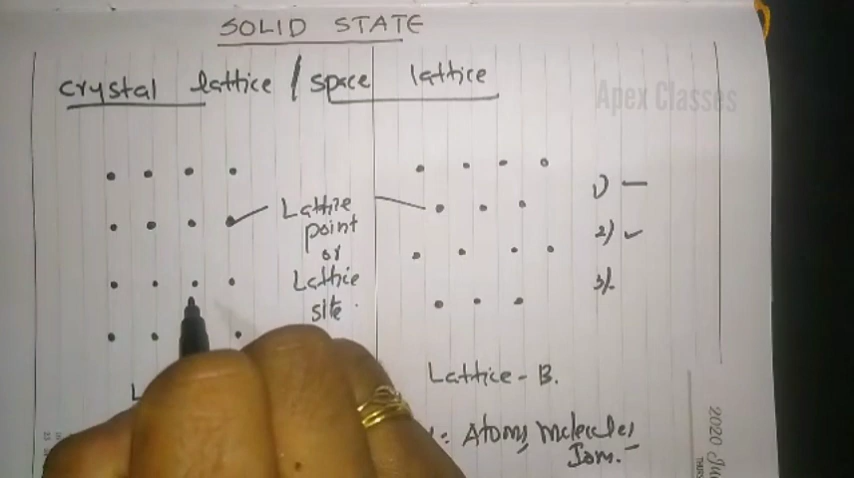 SOLID STATE
Crystal lattice / space lattice
Apex Classes
Lattice
point
or
Lattice
site
1) —
2) ✓
3).
L
Lattice - B.
: Atoms, molecules,
Ions.
2020
THURS